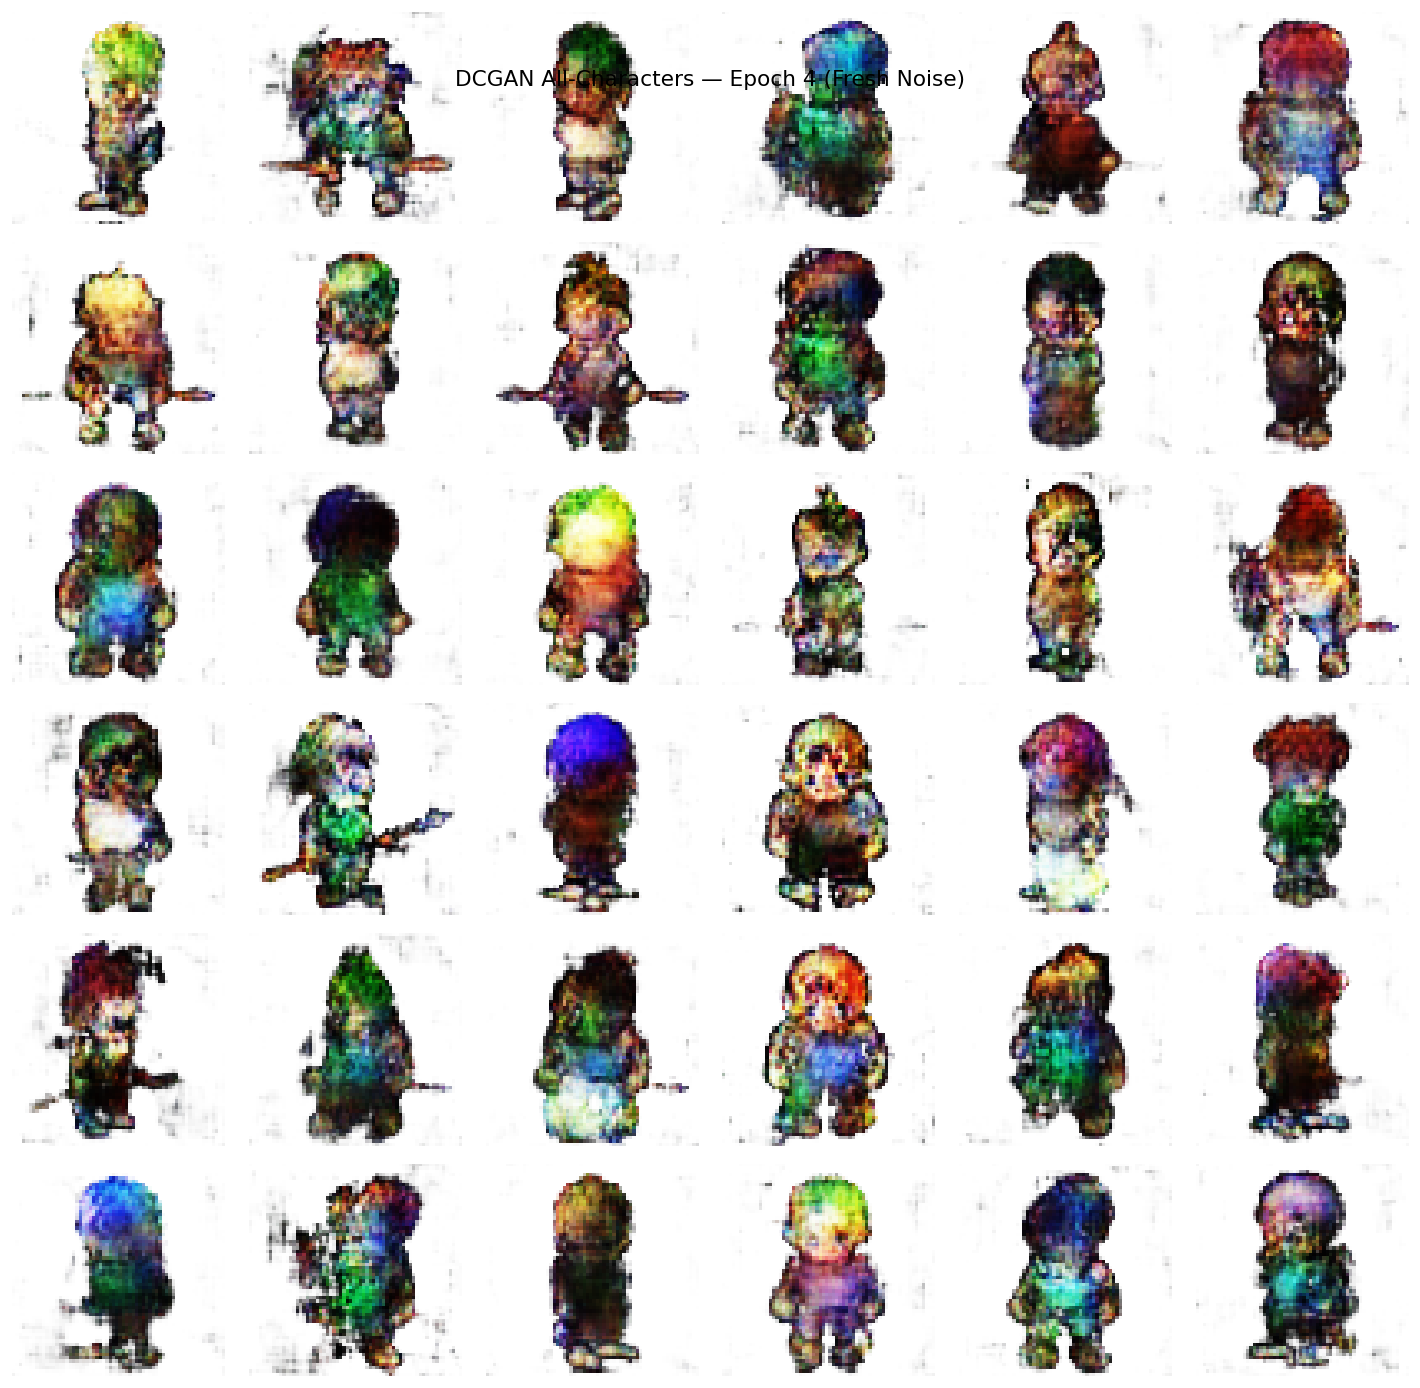 DCGAN All-Characters — Epoch 4 (Fresh Noise)